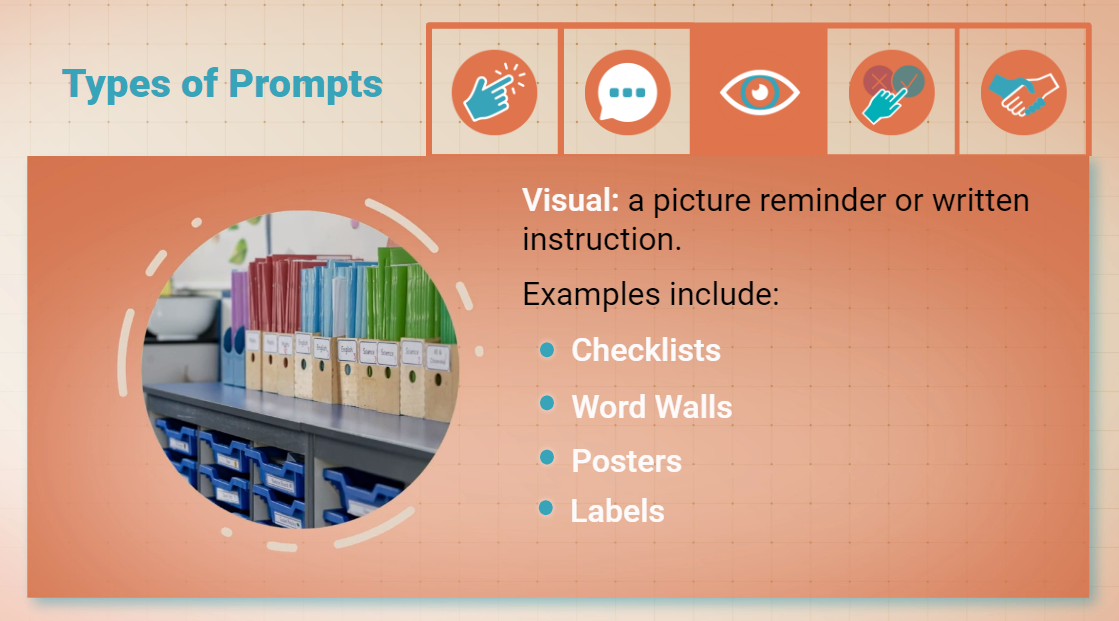 Types of Prompts
Visual: a picture reminder or written
instruction.
Examples include:
Checklists
Word Walls
Posters
Labels